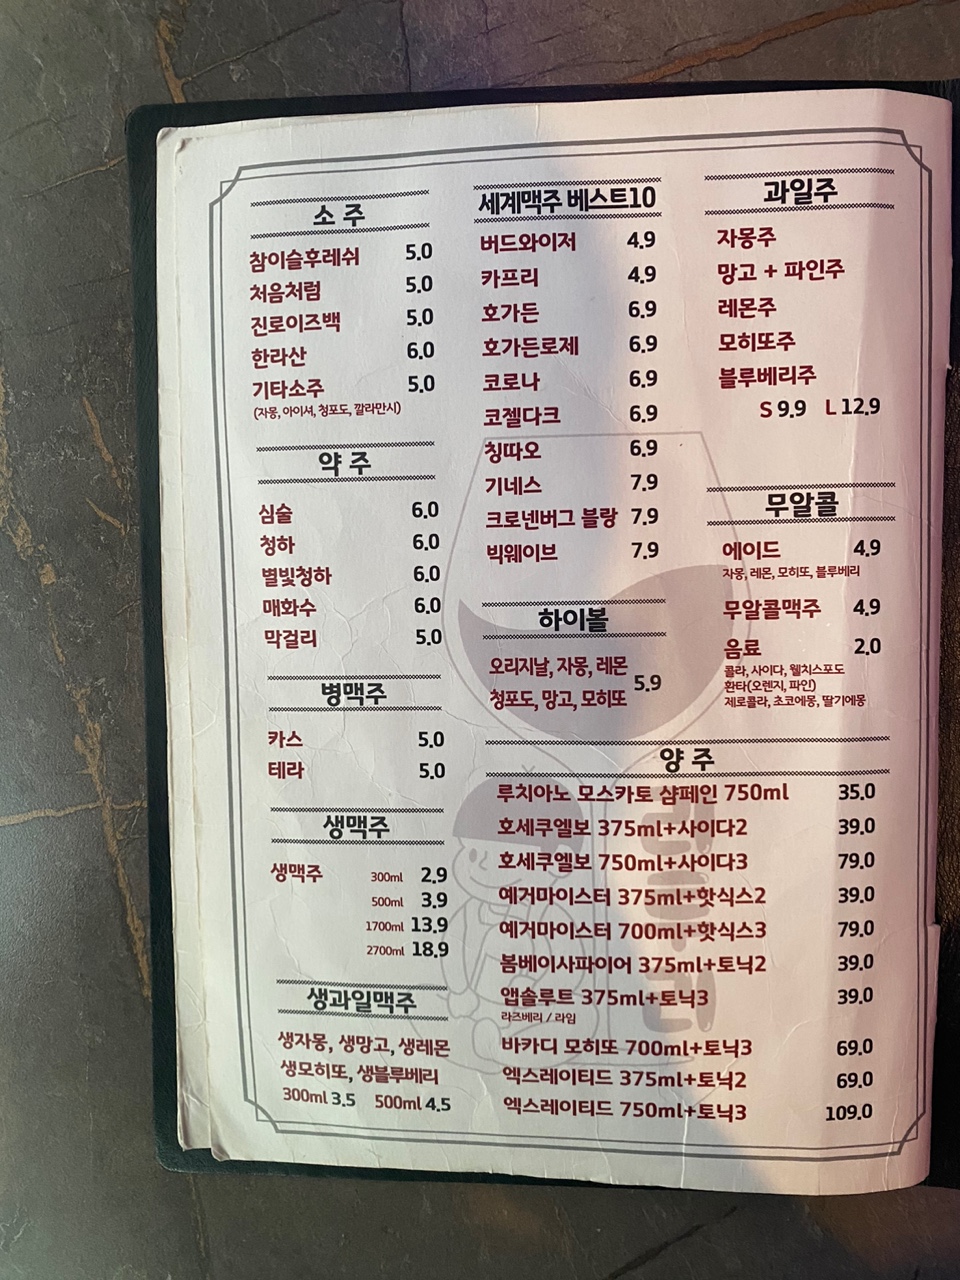 소 주
참이슬후레쉬 5.0
처음처럼 5.0
진로이즈백 5.0
한라산 6.0
기타소주 5.0
(자몽, 아이셔, 청포도, 깔라만시)
약 주
심술 6.0
청하 6.0
별빛청하 6.0
매화수 6.0
막걸리 5.0
병맥주
카스 5.0
테라 5.0
생맥주
생맥주 300ml 2.9
500ml 3.9
1700ml 13.9
2700ml 18.9
생과일맥주
생자몽, 생망고, 생레몬
생모히또, 생블루베리
300ml 3.5 500ml 4.5
세계맥주 베스트10
버드와이저 4.9
카프리 4.9
호가든 6.9
호가든로제 6.9
코로나 6.9
코젤다크 6.9
칭따오 6.9
기네스 7.9
크로넨버그 블랑 7.9
빅웨이브 7.9
하이볼
오리지날, 자몽, 레몬
청포도, 망고, 모히또 5.9
과일주
자몽주
망고 + 파인주
레몬주
모히또주
블루베리주
S 9.9 L 12.9
무알콜
에이드 4.9
자몽, 레몬, 모히또, 블루베리
무알콜맥주 4.9
음료 2.0
콜라, 사이다, 웰치스포도
환타(오렌지, 파인)
제로콜라, 초코에몽, 딸기에몽
양 주
루치아노 모스카토 샴페인 750ml 35.0
호세쿠엘보 375ml+사이다2 39.0
호세쿠엘보 750ml+사이다3 79.0
예거마이스터 375ml+핫식스2 39.0
예거마이스터 700ml+핫식스3 79.0
봄베이사파이어 375ml+토닉2 39.0
앱솔루트 375ml+토닉3 39.0
라즈베리 / 라임
바카디 모히또 700ml+토닉3 69.0
엑스레이티드 375ml+토닉2 69.0
엑스레이티드 750ml+토닉3 109.0